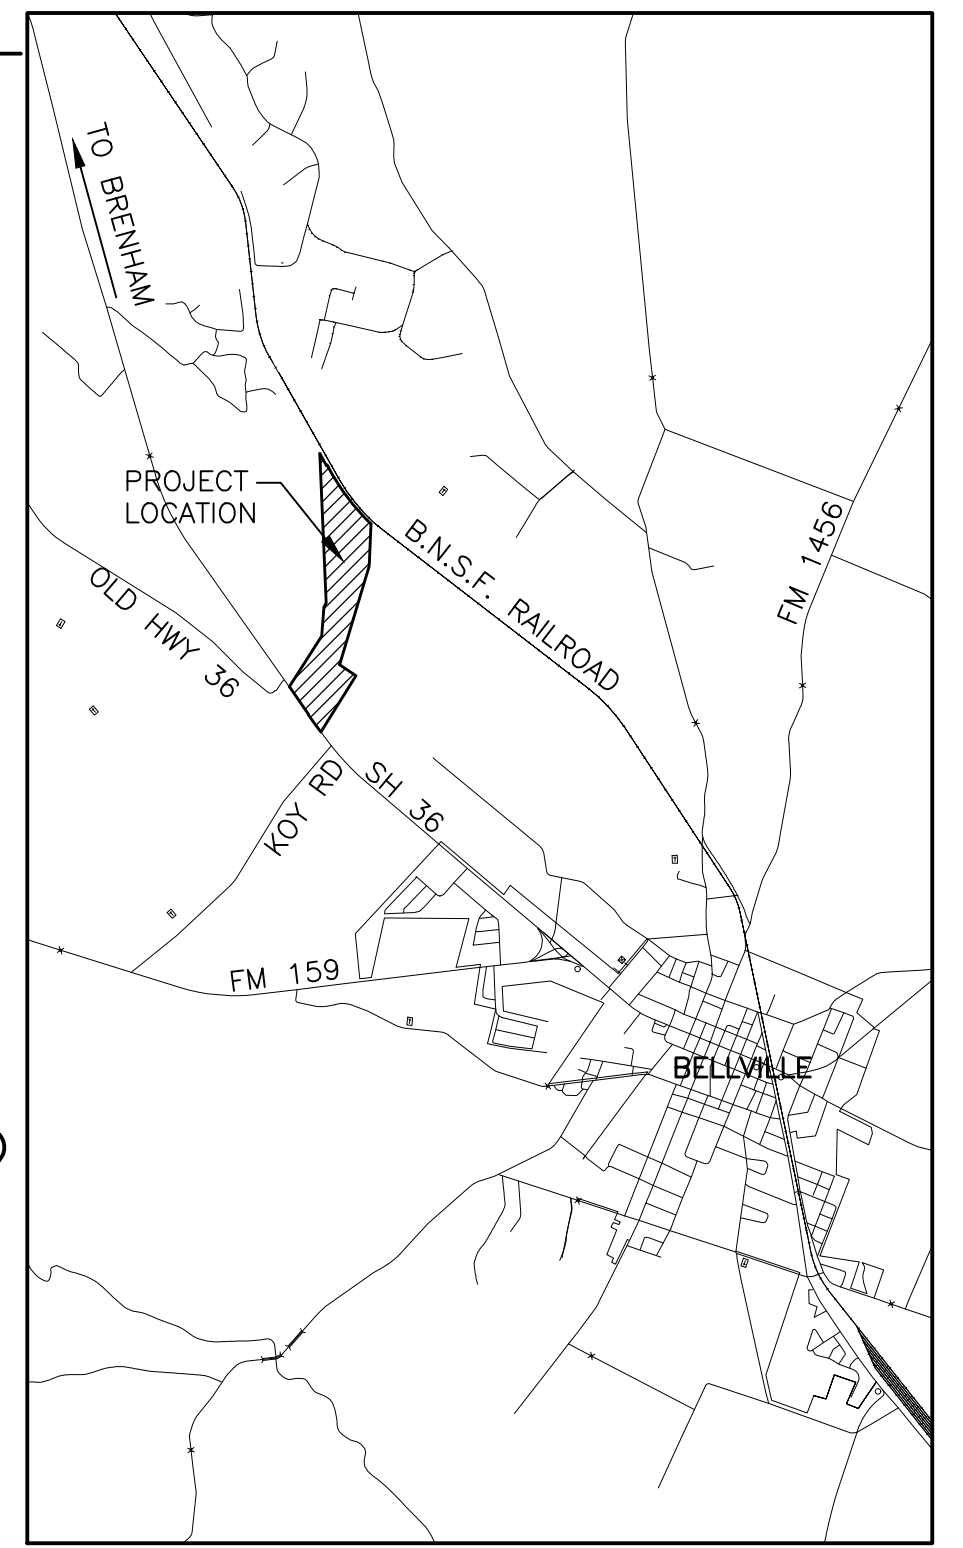 TO BRENHAM
PROJECT
LOCATION
B.N.S.F. RAILROAD
FM 1456
OLD HWY 36
SH 36
KOY RD
FM 159
BELLVILLE